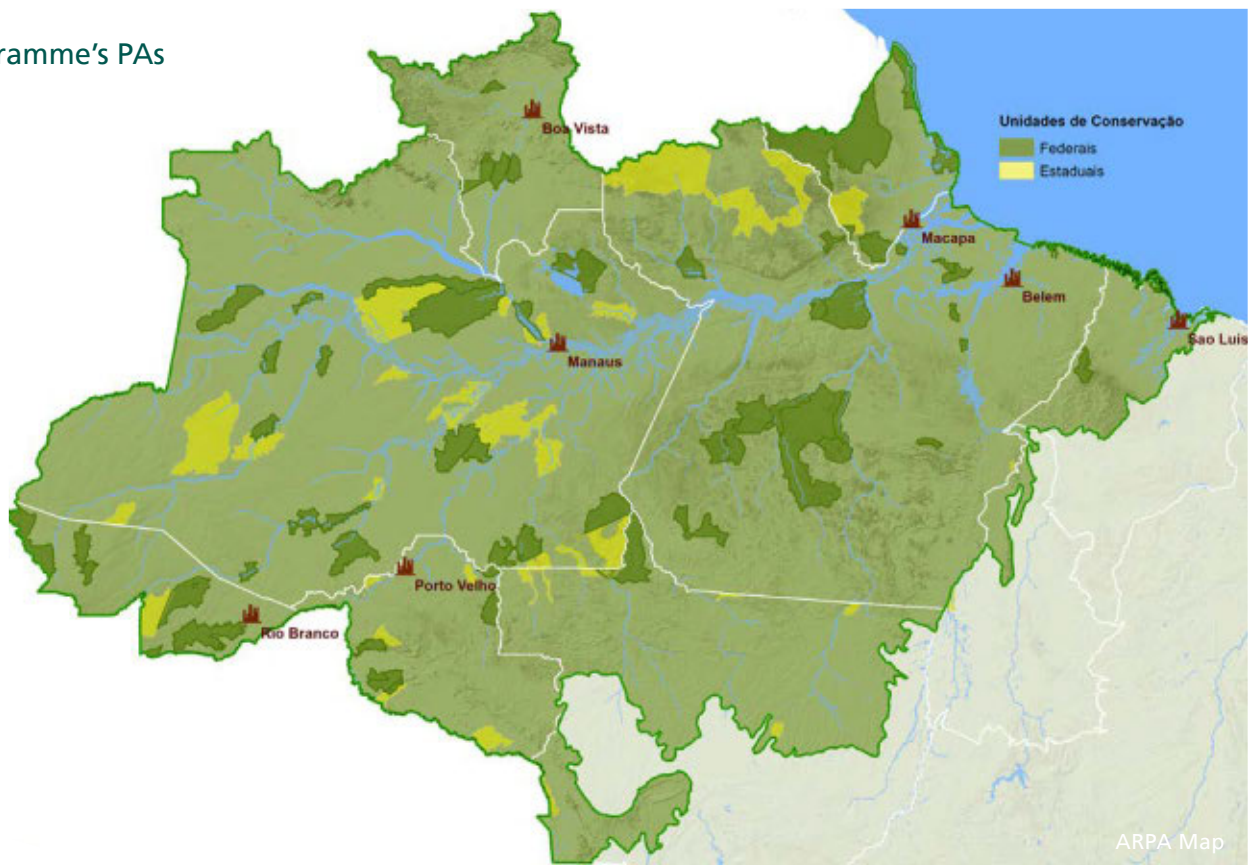 ramme's PAs
Boa Vista
Unidades de Conservação
Federais
Estaduais
Macapa
Belem
Sao Luis
Manaus
Porto Velho
Rio Branco
ARPA Map